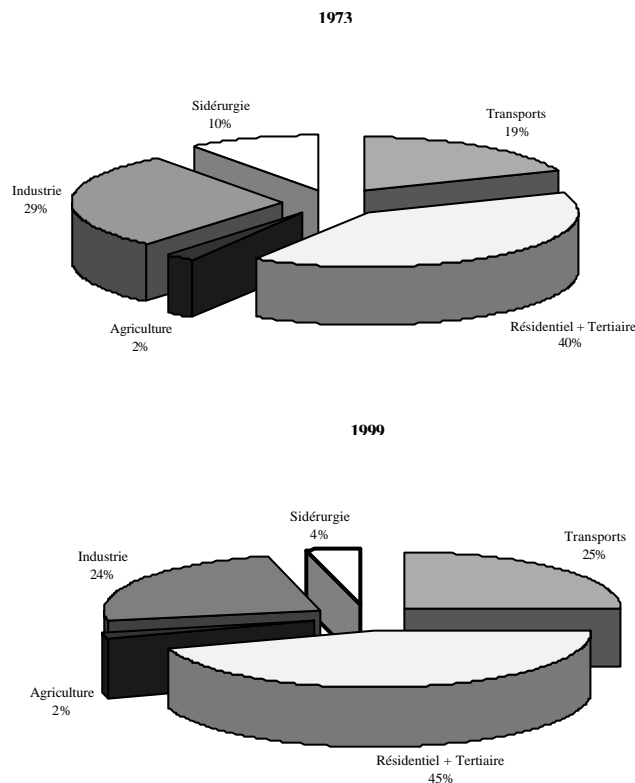 1973
Sidérurgie
10%
Transports
19%
Industrie
29%
Agriculture
2%
Résidentiel + Tertiaire
40%
1999
Sidérurgie
4%
Transports
25%
Industrie
24%
Agriculture
2%
Résidentiel + Tertiaire
45%